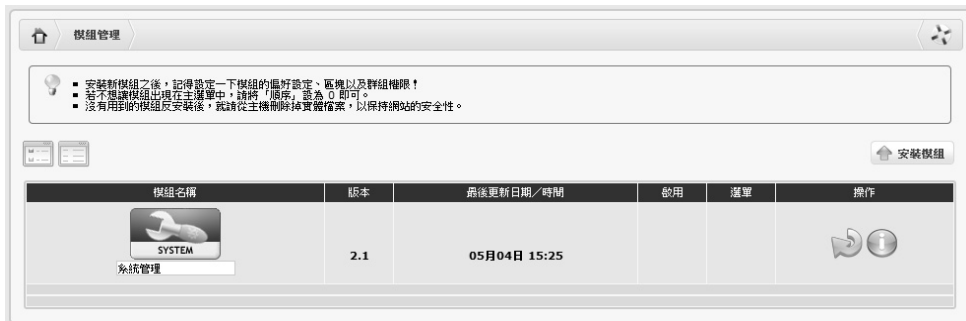 模組管理
安裝新模組之後，記得設定一下模組的偏好設定、區塊以及群組權限！
若不想讓模組出現在主選單中，請將「順序」設為 0 即可。
沒有用到的模組反安裝後，就請從主機刪除掉實體檔案，以保持網站的安全性。
安裝模組
模組名稱 版本 最後更新日期／時間 啟用 選單 操作
SYSTEM
系統管理 2.1 05月04日 15:25